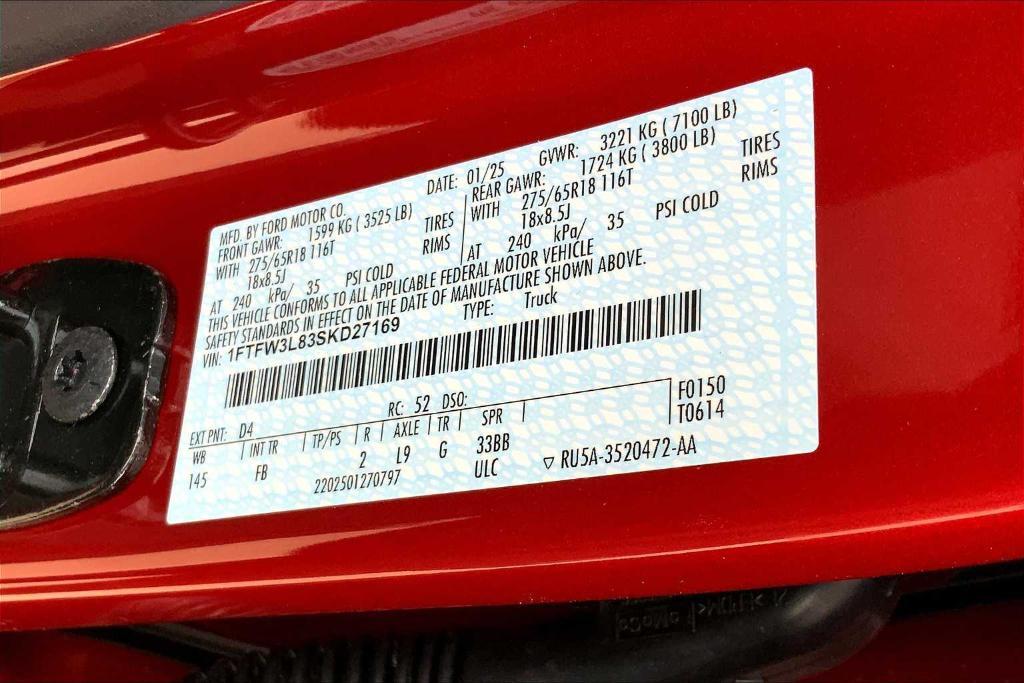 MFD. BY FORD MOTOR CO. DATE: 01/25 GVWR: 3221 KG ( 7100 LB)
FRONT GAWR: 1599 KG ( 3525 LB) REAR GAWR: 1724 KG ( 3800 LB)
WITH 275/65R18 116T TIRES WITH 275/65R18 116T TIRES
18x8.5J RIMS 18x8.5J RIMS
AT 240 kPa/ 35 PSI COLD AT 240 kPa/ 35 PSI COLD
THIS VEHICLE CONFORMS TO ALL APPLICABLE FEDERAL MOTOR VEHICLE
SAFETY STANDARDS IN EFFECT ON THE DATE OF MANUFACTURE SHOWN ABOVE.
VIN: 1FTFW3L83SKD27169 TYPE: Truck
EXT PNT: D4 RC: 52 DSO: F0150
WB INT TR TP/PS R AXLE TR SPR T0614
145 FB 2 L9 G 33BB
2202501270797 ULC ▽ RU5A-3520472-AA